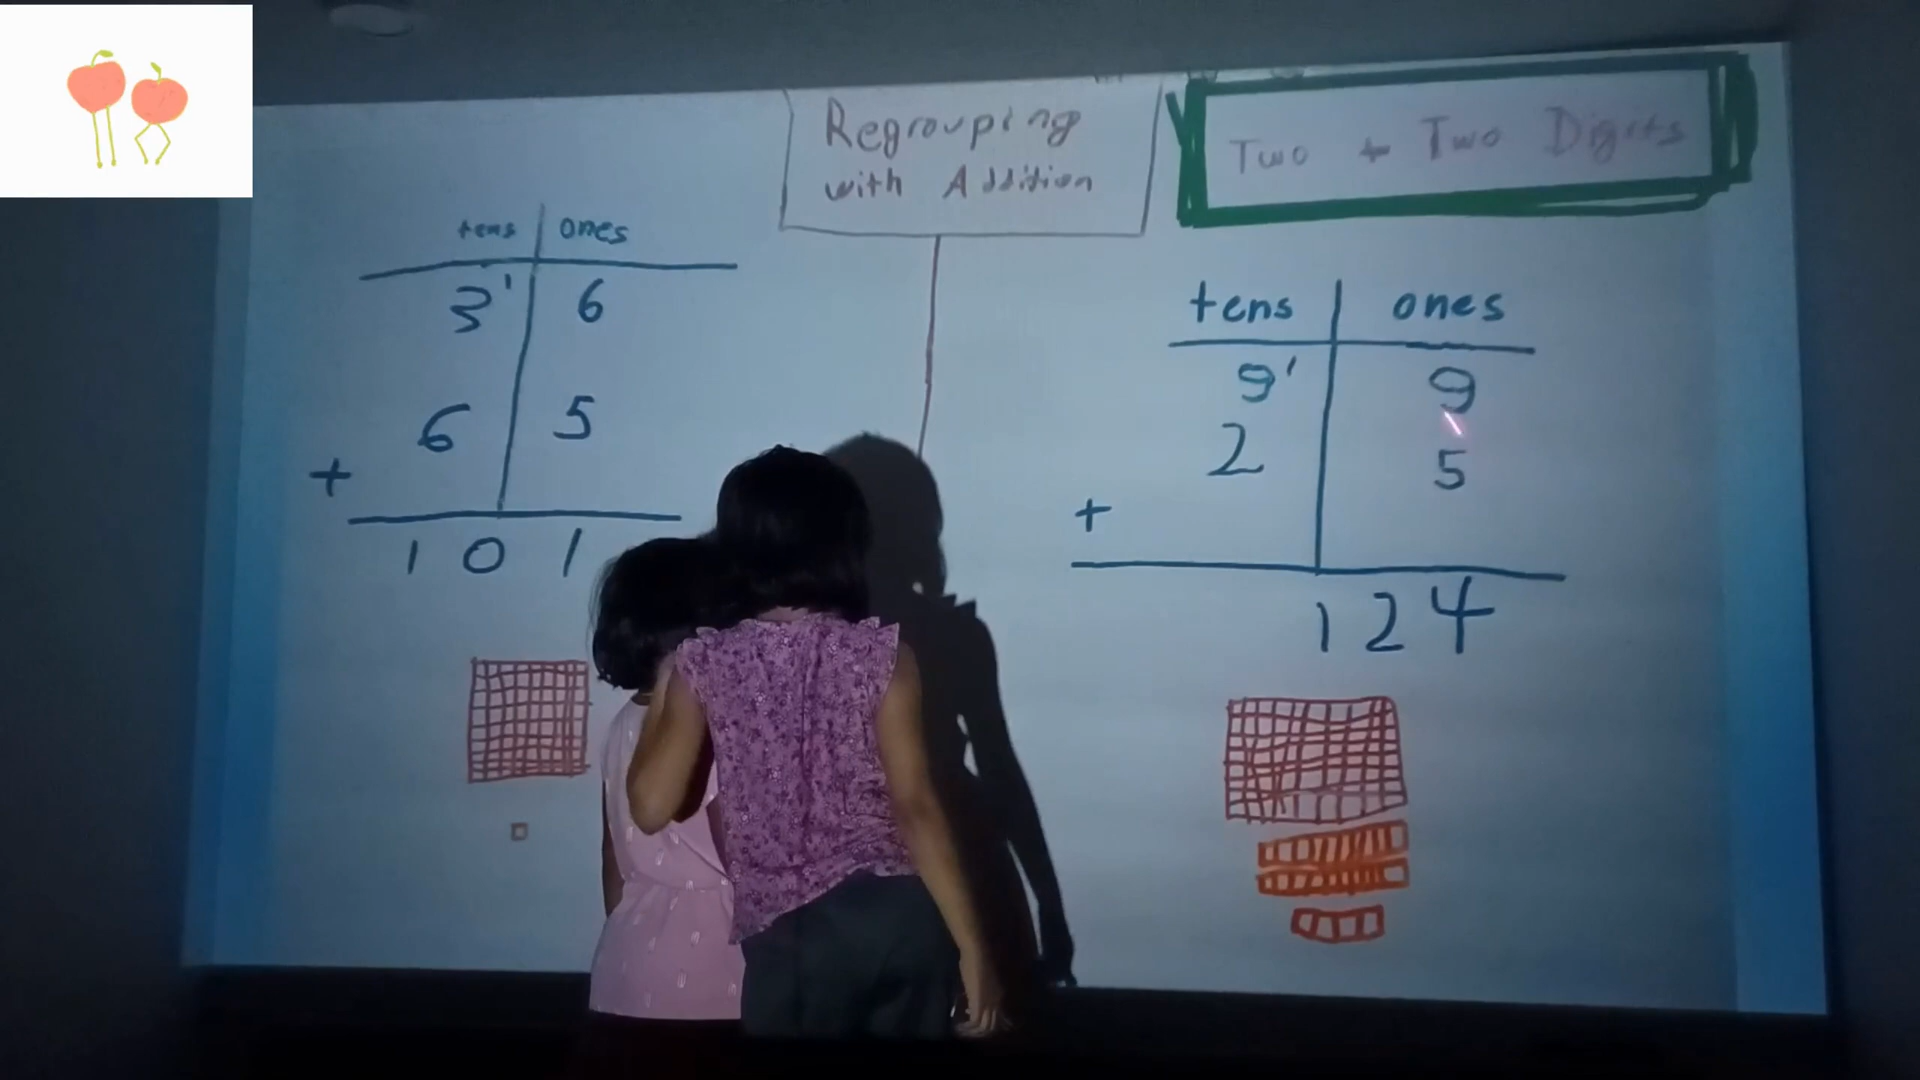 Regrouping
with Addition
Two + Two Digits
tens ones
3' 6
6 5
+
1 0 1
tens ones
9' 9
2 5
+
1 2 4